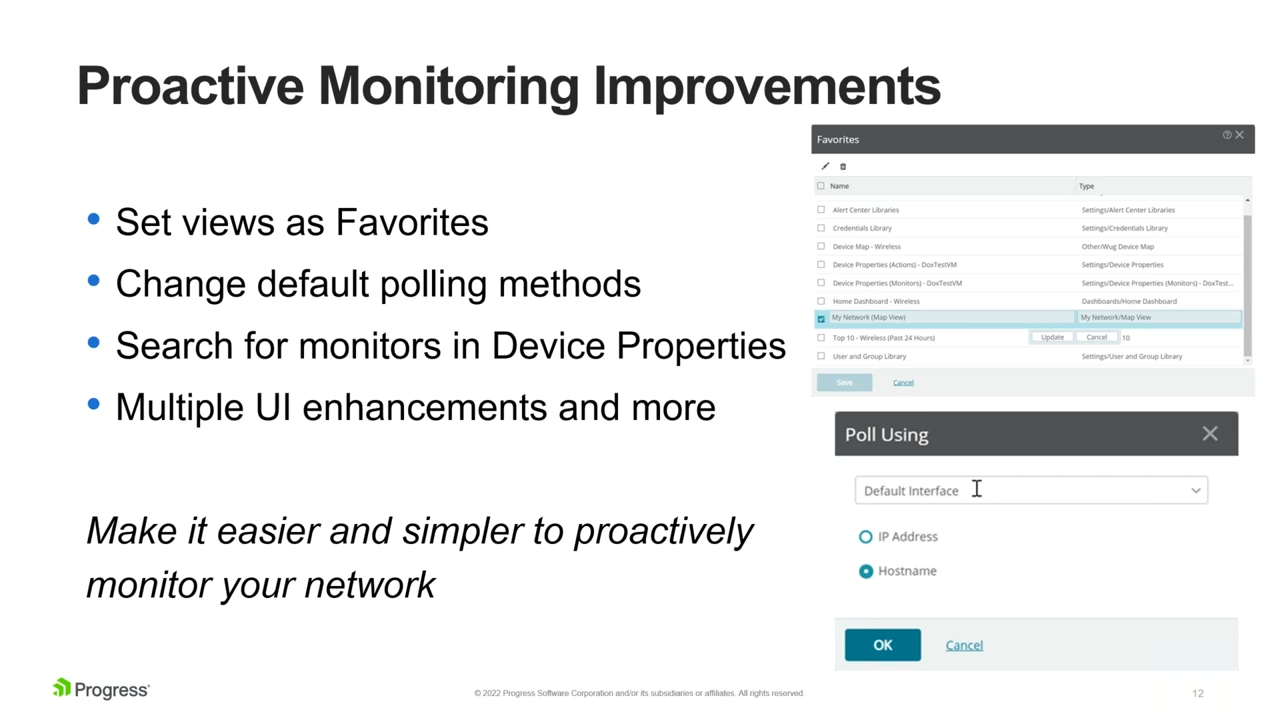 Proactive Monitoring Improvements
• Set views as Favorites
• Change default polling methods
• Search for monitors in Device Properties
• Multiple UI enhancements and more
Make it easier and simpler to proactively
monitor your network
Favorites
Name Type
Alert Center Libraries Settings/Alert Center Libraries
Credentials Library Settings/Credentials Library
Device Map - Wireless Other/Wug Device Map
Device Properties (Actions) - DoxTestVM Settings/Device Properties
Device Properties (Monitors) - DoxTestVM Settings/Device Properties (Monitors) - DoxTest...
Home Dashboard - Wireless Dashboards/Home Dashboard
My Network (Map View) My Network/Map View
Top 10 - Wireless (Past 24 Hours) Update Cancel 10
User and Group Library Settings/User and Group Library
Save Cancel
Poll Using
Default Interface
IP Address
Hostname
OK Cancel
Progress
© 2022 Progress Software Corporation and/or its subsidiaries or affiliates. All rights reserved.
12